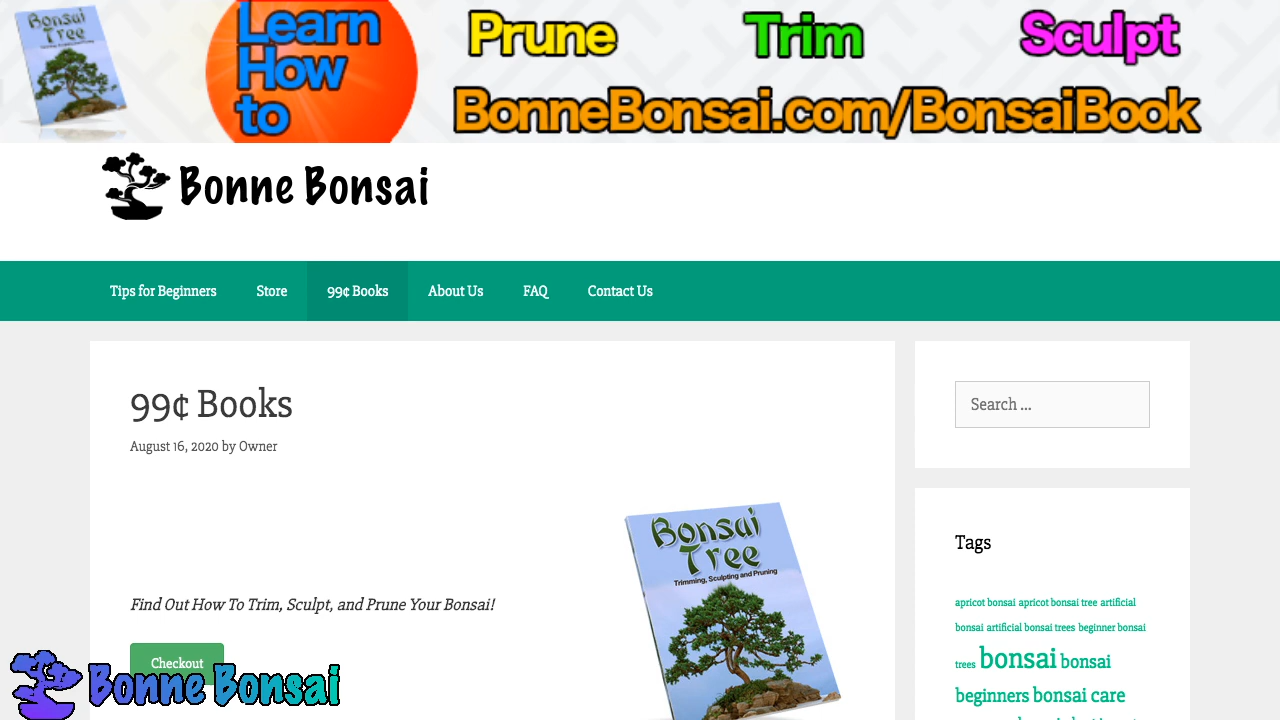 Bonsai
Tree
Learn
How
to
Prune
Trim
Sculpt
BonneBonsai.com/BonsaiBook
Bonne Bonsai
Tips for Beginners
Store
99¢ Books
About Us
FAQ
Contact Us
99¢ Books
August 16, 2020 by Owner
Find Out How To Trim, Sculpt, and Prune Your Bonsai!
Checkout
Bonsai
Tree
Trimming, Sculpting and Pruning
Search ...
Tags
apricot bonsai apricot bonsai tree artificial
bonsai artificial bonsai trees beginner bonsai
trees bonsai bonsai
beginners bonsai care
Bonne Bonsai